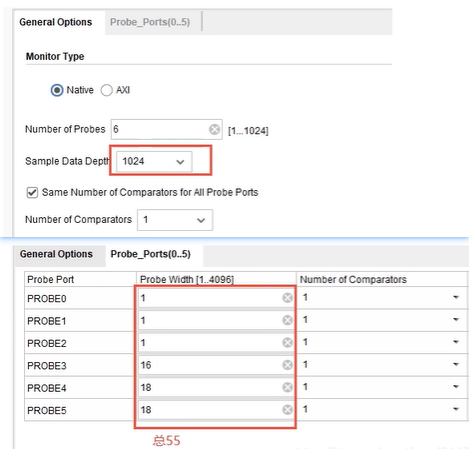 General Options Probe_Ports(0..5)
Monitor Type
Native AXI
Number of Probes 6 [1...1024]
Sample Data Depth 1024
Same Number of Comparators for All Probe Ports
Number of Comparators 1
General Options Probe_Ports(0..5)
Probe Port Probe Width [1..4096] Number of Comparators
PROBE0 1 1
PROBE1 1 1
PROBE2 1 1
PROBE3 16 1
PROBE4 18 1
PROBE5 18 1
总55